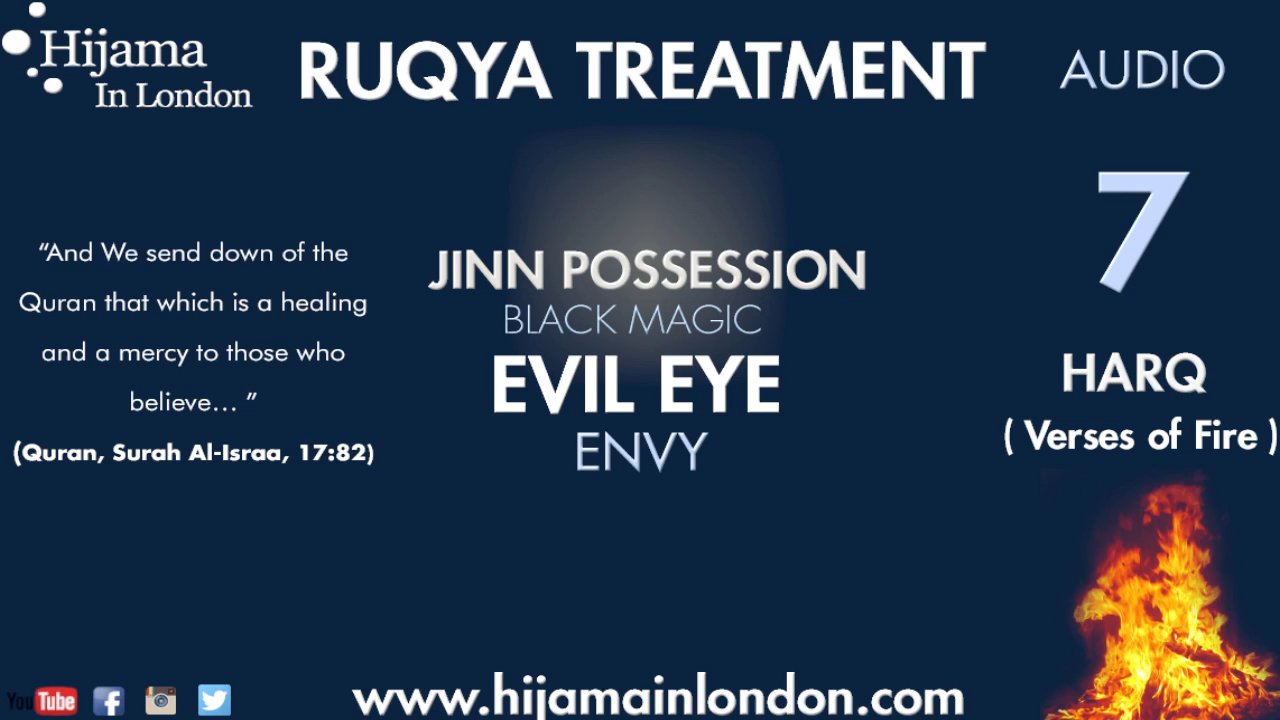 Hijama
In London
RUQYA TREATMENT
AUDIO
7
HARQ
( Verses of Fire )
“And We send down of the
Quran that which is a healing
and a mercy to those who
believe... ”
(Quran, Surah Al-Israa, 17:82)
JINN POSSESSION
BLACK MAGIC
EVIL EYE
ENVY
YouTube
www.hijamainlondon.com